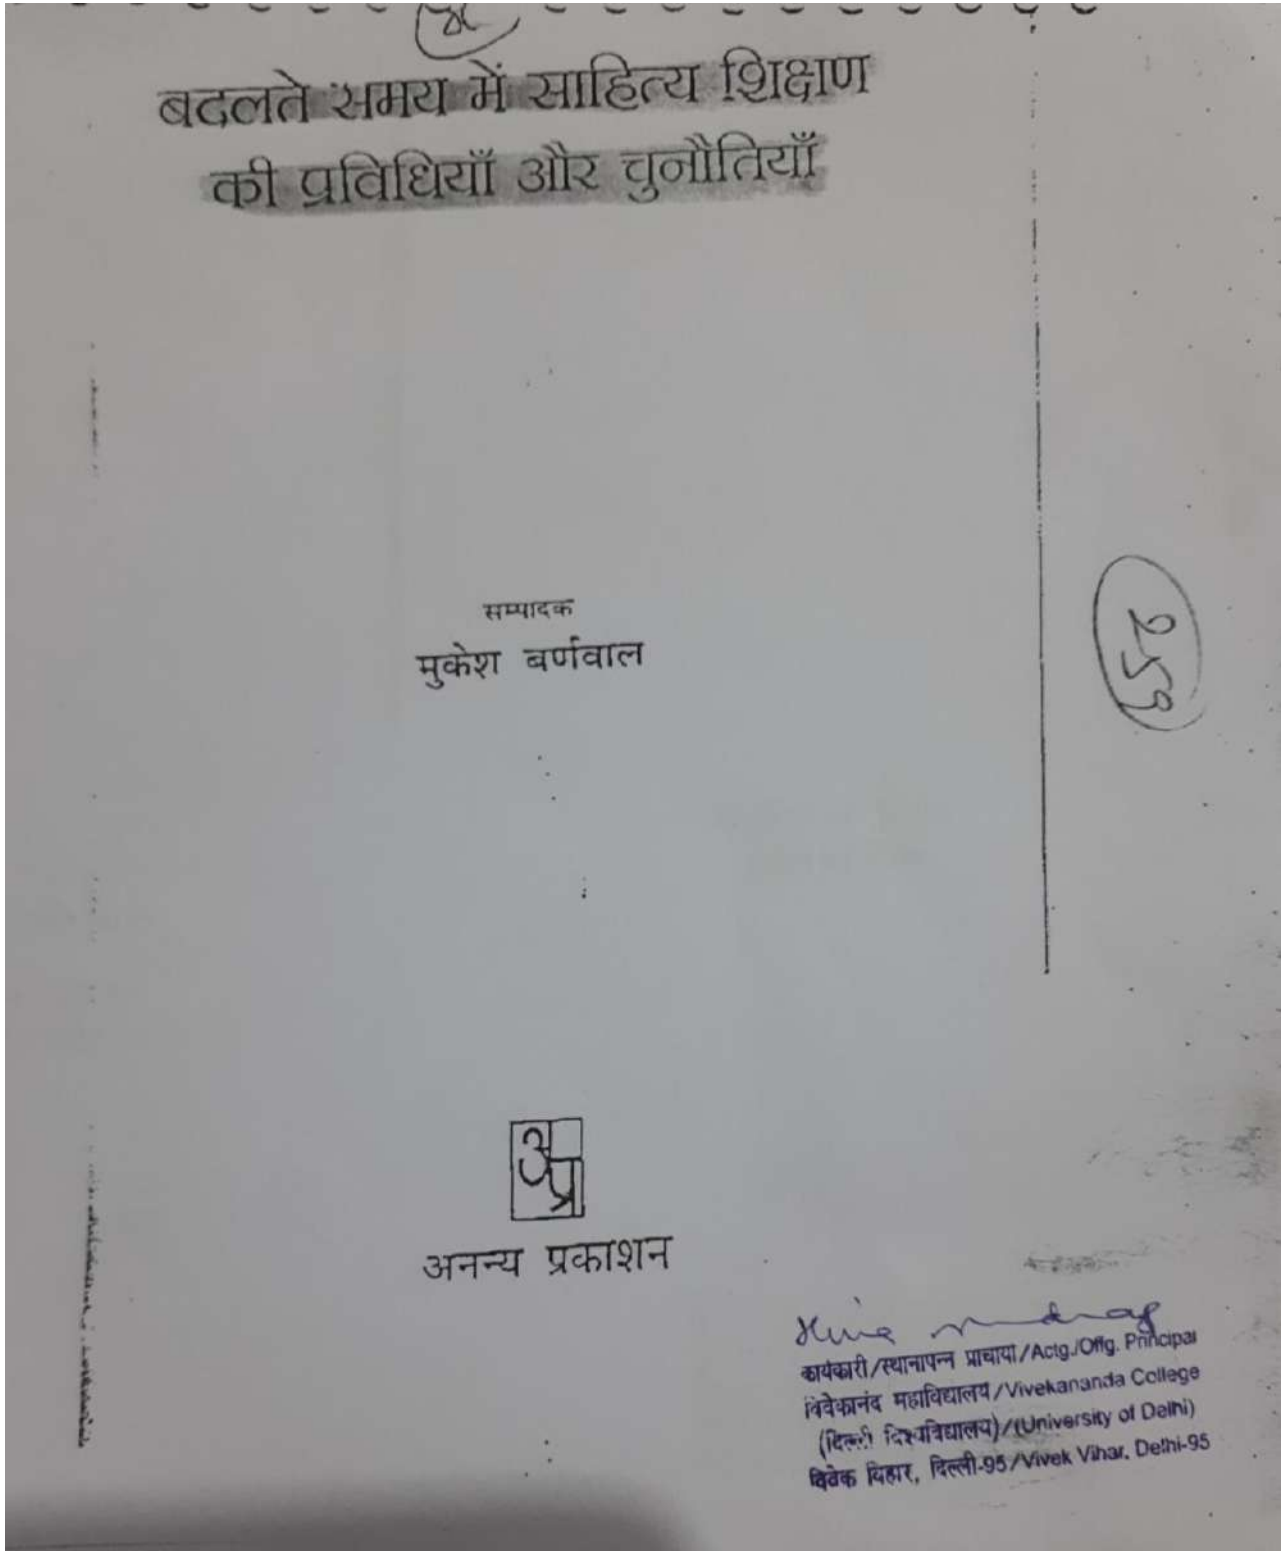 बदलते समय में साहित्य शिक्षण
की प्रविधियाँ और चुनौतियाँ
सम्पादक
मुकेश बर्णवाल
259
अप्र
अनन्य प्रकाशन
कार्यकारी/स्थानापन्न प्राचार्या/Actg./Offg. Principal
विवेकानंद महाविद्यालय/Vivekananda College
(दिल्ली विश्वविद्यालय)/(University of Delhi)
विवेक विहार, दिल्ली-95/Vivek Vihar, Delhi-95